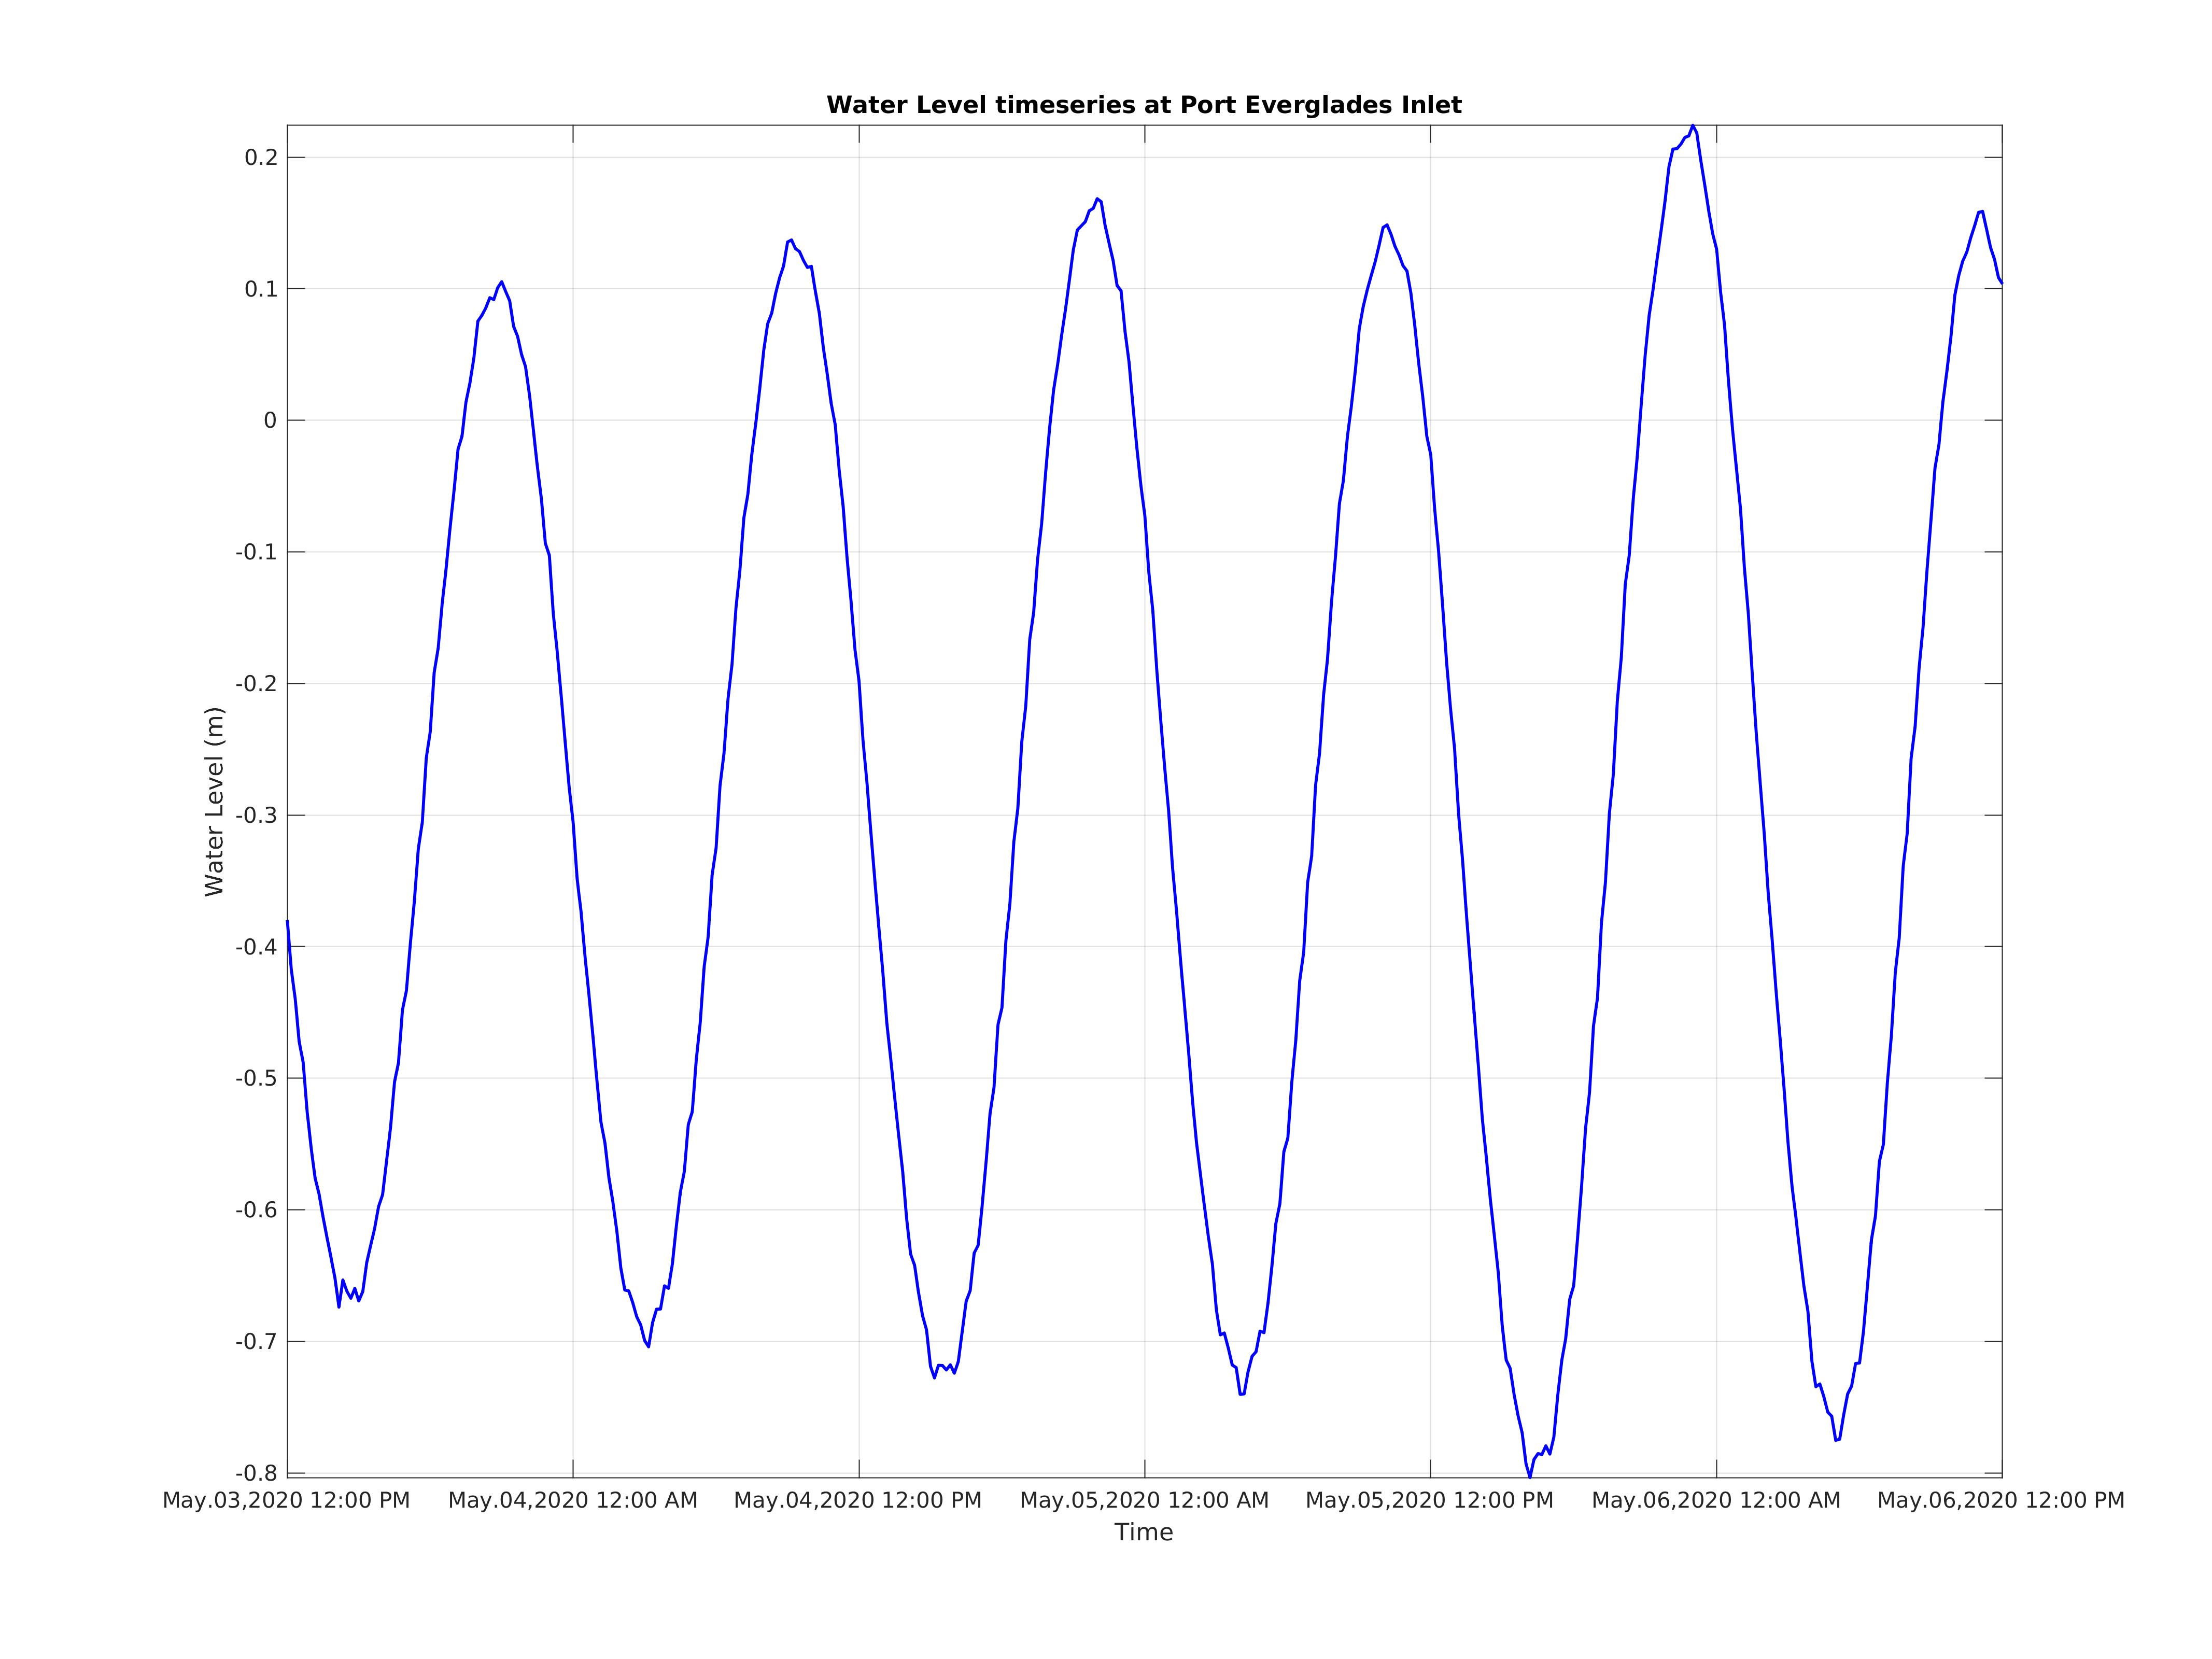 Water Level timeseries at Port Everglades Inlet
0.2
0.1
0
-0.1
-0.2
-0.3
-0.4
-0.5
-0.6
-0.7
-0.8
Water Level (m)
May.03,2020 12:00 PM May.04,2020 12:00 AM May.04,2020 12:00 PM May.05,2020 12:00 AM May.05,2020 12:00 PM May.06,2020 12:00 AM May.06,2020 12:00 PM
Time